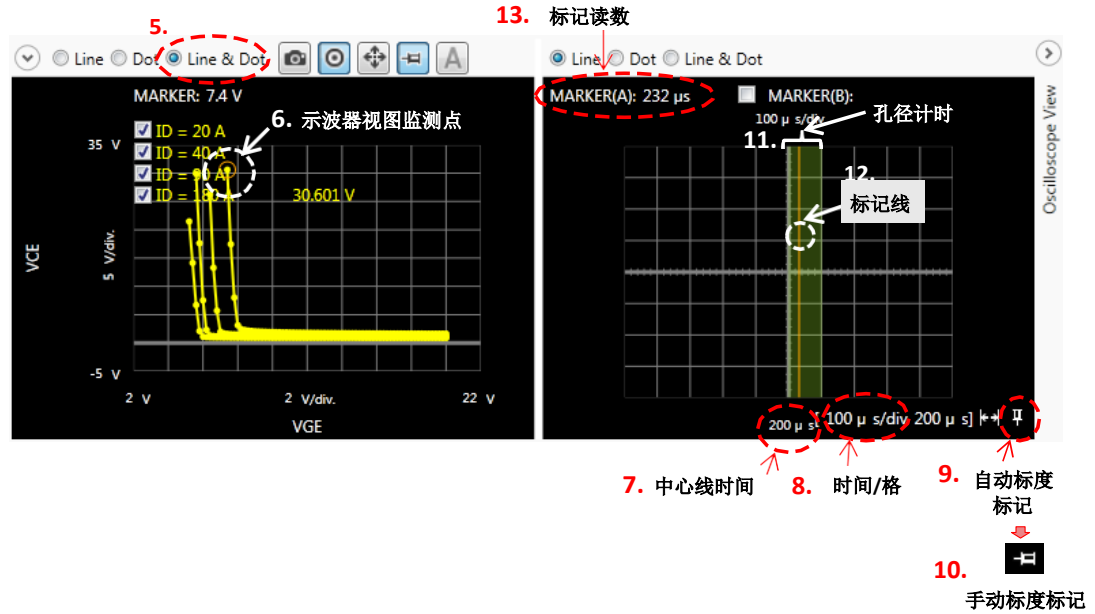 13. 标记读数
5.
Line Dot Line & Dot A
Line Dot Line & Dot
MARKER: 7.4 V
ID = 20 A
ID = 40 A
ID = 0 A
ID = 180 A
6. 示波器视图监测点
30.601 V
35 V
5 V/div.
VCE
-5 V
2 V
2 V/div.
22 V
VGE
MARKER(A): 232 µs
MARKER(B):
100 µ s/div
孔径计时
11.
12.
标记线
Oscilloscope View
200 µ s[ 100 µ s/div 200 µ s]
7. 中心线时间
8. 时间/格
9. 自动标度
标记
10.
手动标度标记